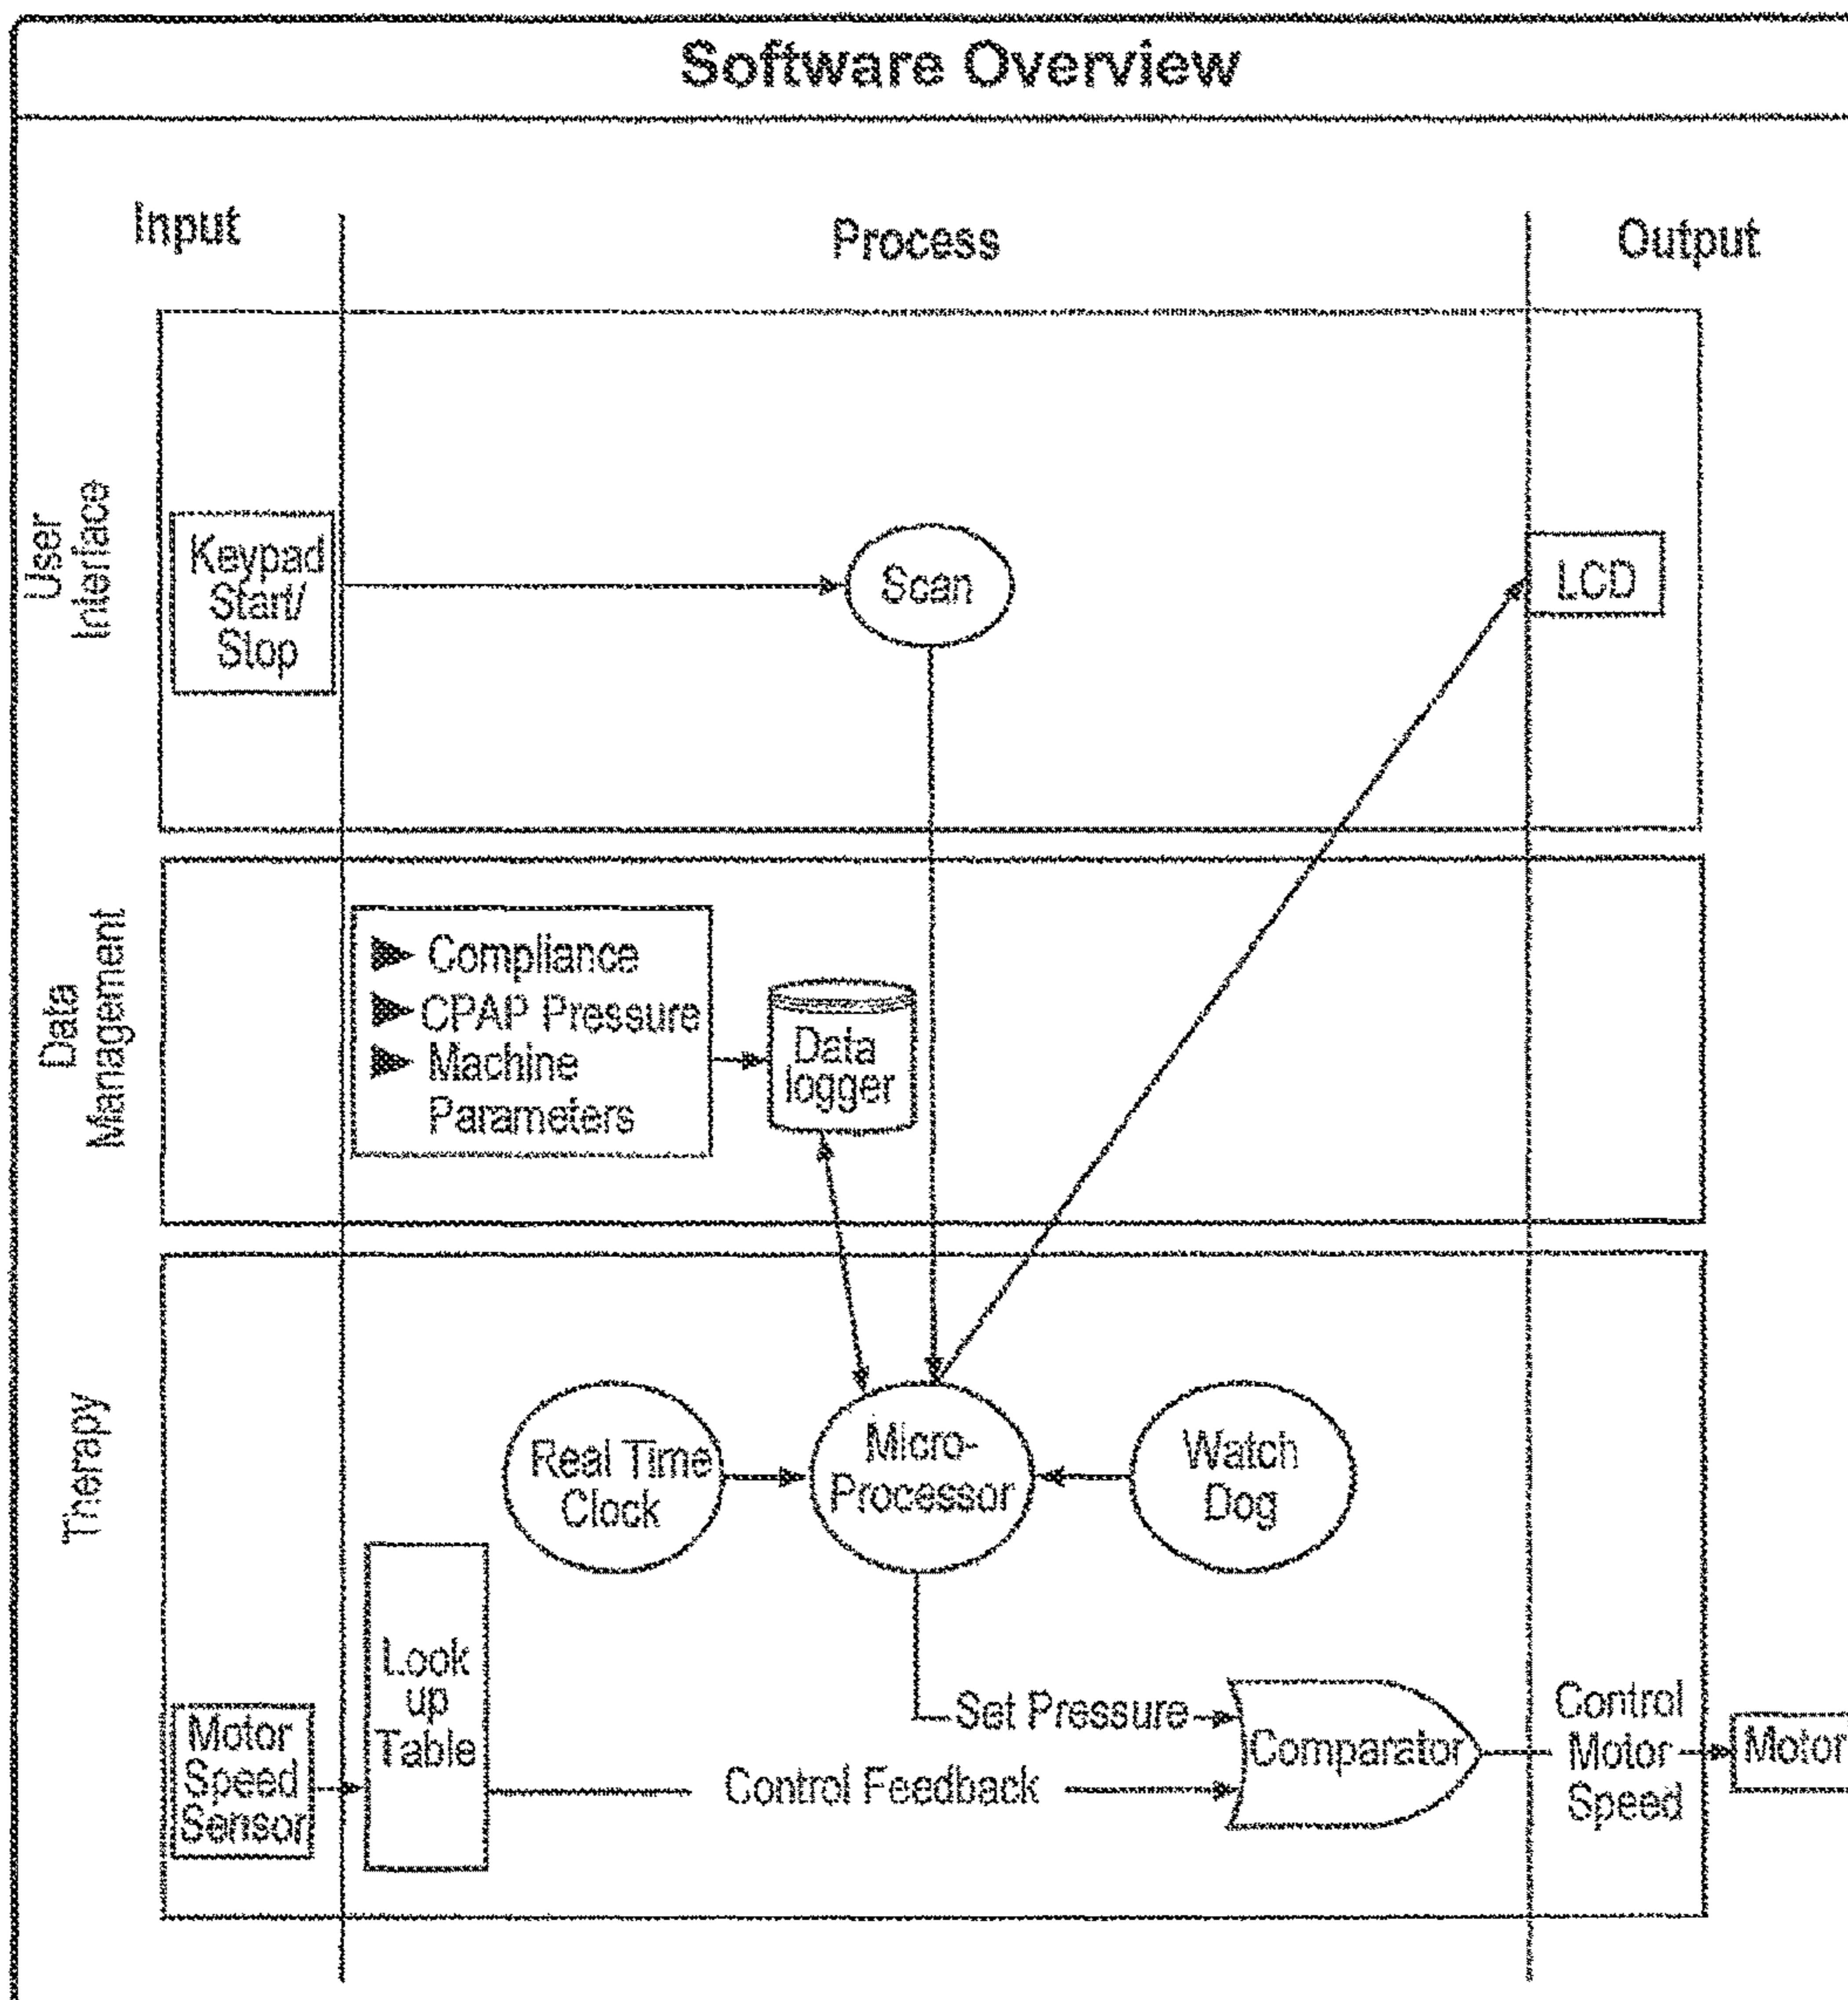 Software Overview
Input
Process
Output
User
Interface
Keypad
Start/
Stop
Scan
LCD
Data
Management
Compliance
CPAP Pressure
Machine
Parameters
Data
logger
Therapy
Real Time
Clock
Micro-
Processor
Watch
Dog
Look
up
Table
Motor
Speed
Sensor
Set Pressure
Control Feedback
Comparator
Control
Motor
Speed
Motor